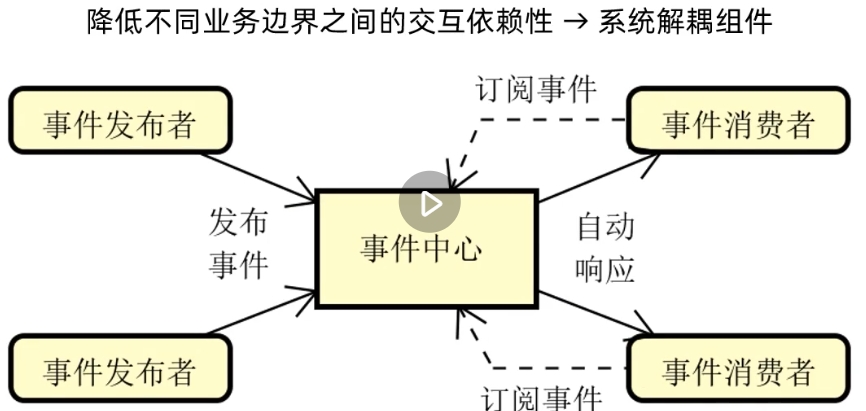 降低不同业务边界之间的交互依赖性 → 系统解耦组件
订阅事件
事件发布者
事件消费者
发布
事件
事件中心
自动
响应
事件发布者
事件消费者
订阅事件